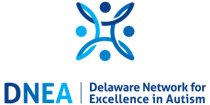 DNEA
Delaware Network for
Excellence in Autism